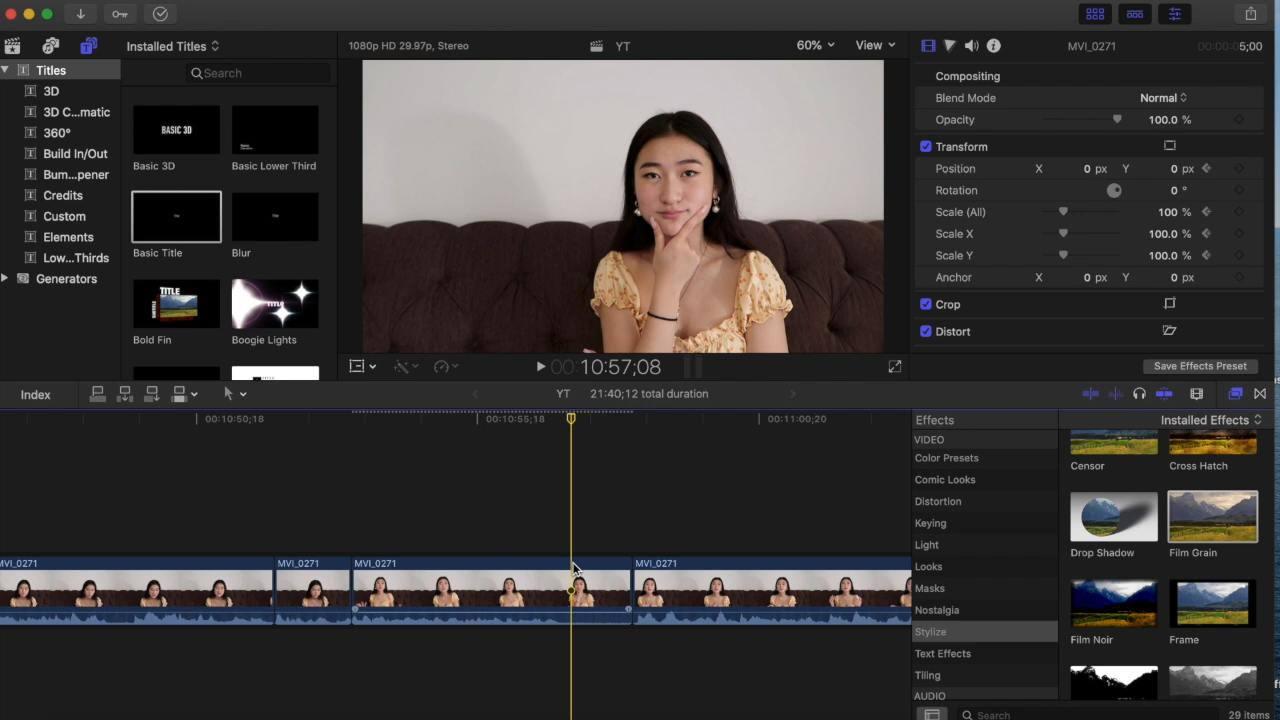 Installed Titles
1080p HD 29.97p, Stereo
YT
60%
View
MVI_0271
00:00:05;00
Titles
3D
3D C...matic
360°
Build In/Out
Bum...pener
Credits
Custom
Elements
Low...Thirds
Generators
Search
BASIC 3D
Basic 3D
Basic Lower Third
Title
Basic Title
Title
Blur
TITLE
Bold Fin
TITLE
Boogie Lights
Compositing
Blend Mode Normal
Opacity 100.0 %
Transform
Position X 0 px Y 0 px
Rotation 0 °
Scale (All) 100 %
Scale X 100.0 %
Scale Y 100.0 %
Anchor X 0 px Y 0 px
Crop
Distort
Save Effects Preset
00:10:57;08
Index
YT
21:40;12 total duration
00:10:50;18
00:10:55;18
00:11:00;20
MVI_0271
MVI_0271
MVI_0271
MVI_0271
Effects
Installed Effects
VIDEO
Color Presets
Comic Looks
Distortion
Keying
Light
Looks
Masks
Nostalgia
Stylize
Text Effects
Tiling
AUDIO
Censor
Cross Hatch
Drop Shadow
Film Grain
Film Noir
Frame
Search
29 items